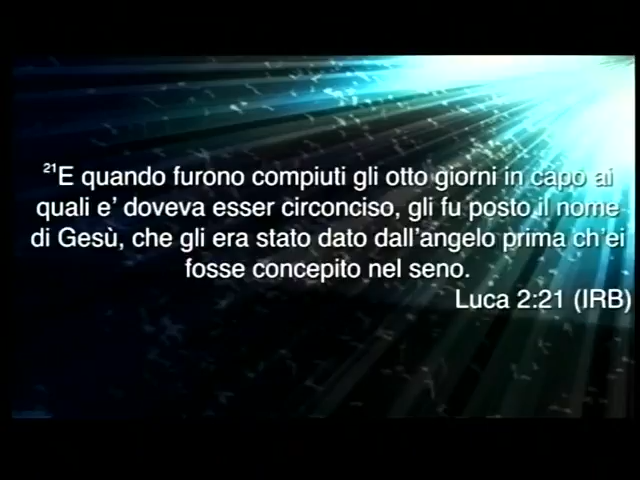 ²¹E quando furono compiuti gli otto giorni in capo ai
quali e' doveva esser circonciso, gli fu posto il nome
di Gesù, che gli era stato dato dall'angelo prima ch'ei
fosse concepito nel seno.
Luca 2:21 (IRB)